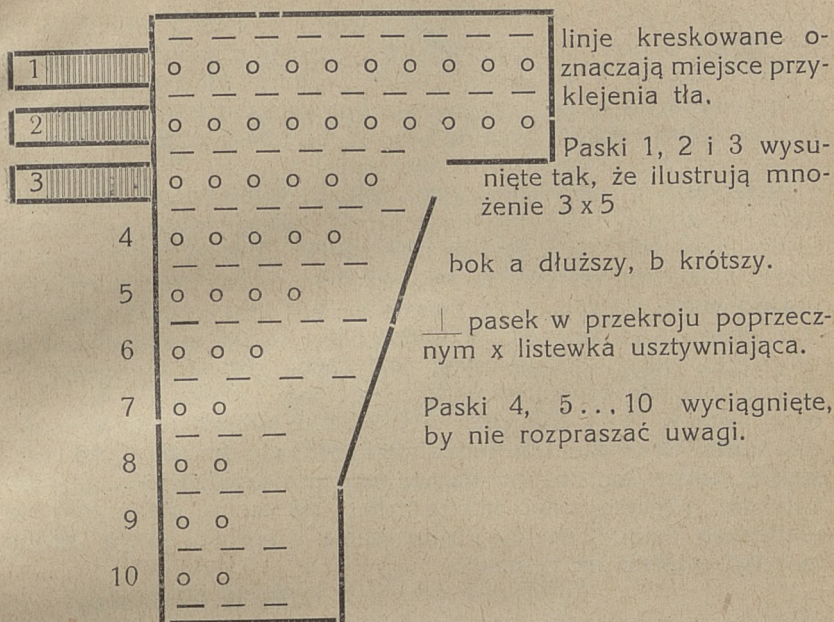 linje kreskowane o-
znaczają miejsce przy-
klejenia tła.
Paski 1, 2 i 3 wysu-
nięte tak, że ilustrują mno-
żenie 3 x 5
bok a dłuższy, b krótszy.
pasek w przekroju poprzecz-
nym x listewká usztywniająca.
Paski 4, 5... 10 wyciągnięte,
by nie rozpraszać uwagi.
1 o o o o o o o o o o
2 o o o o o o o o o o
3 o o o o o o
4 o o o o o
5 o o o o
6 o o o
7 o o
8 o o
9 o o
10 o o